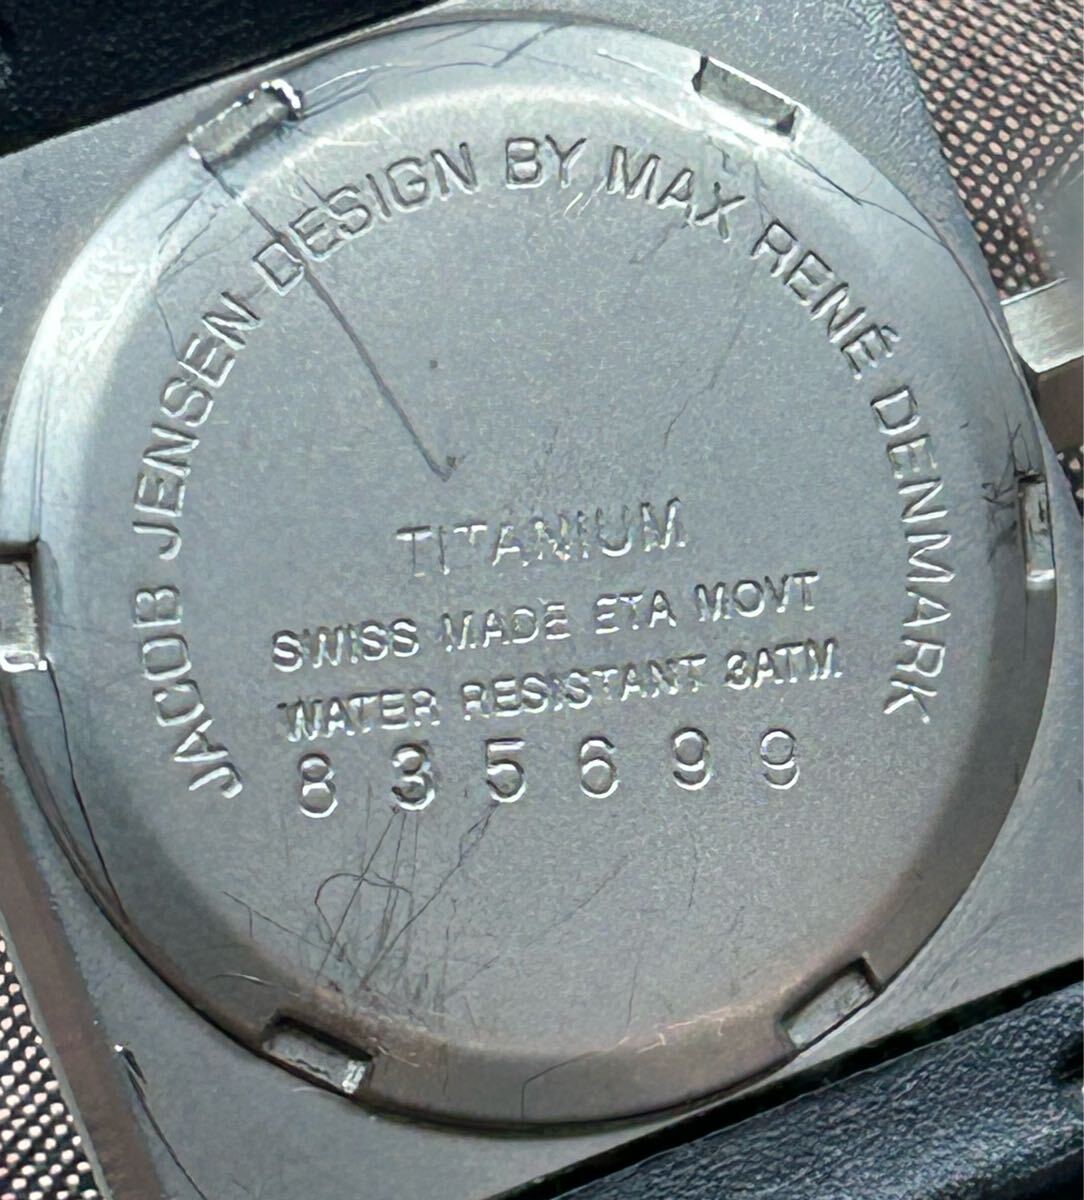 JACOB JENSEN DESIGN BY MAX RENÉ DENMARK
TITANIUM
SWISS MADE ETA MOVT
WATER RESISTANT 3ATM
835699